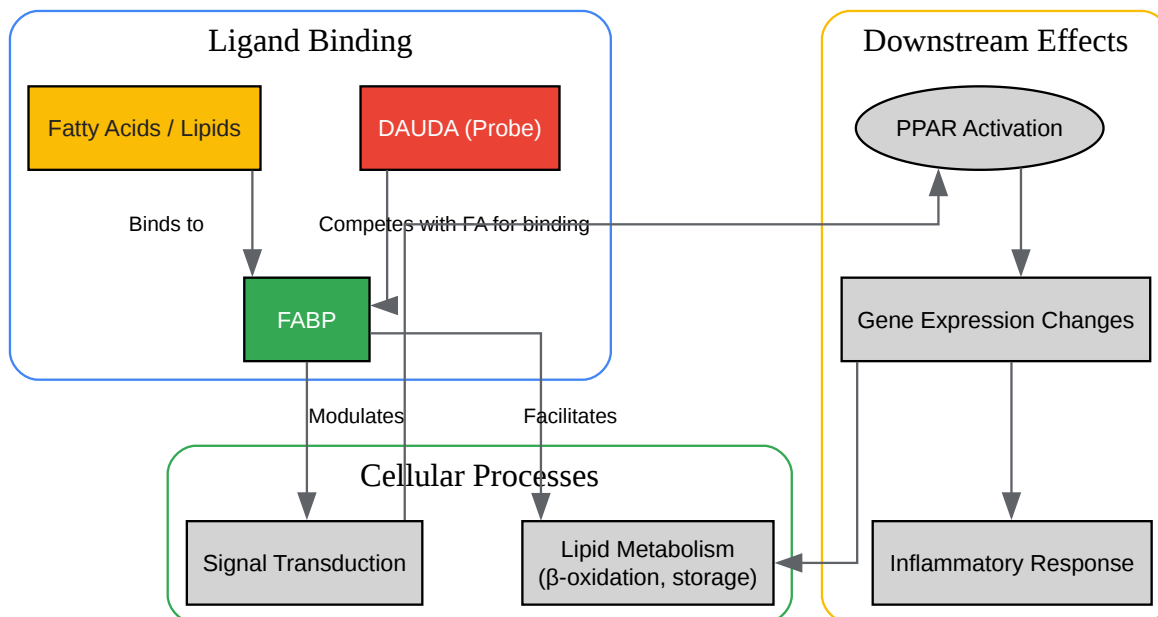 Ligand Binding
Downstream Effects
Fatty Acids / Lipids
DAUDA (Probe)
PPAR Activation
Binds to
Competes with FA for binding
FABP
Gene Expression Changes
Modulates
Facilitates
Cellular Processes
Signal Transduction
Lipid Metabolism
(β-oxidation, storage)
Inflammatory Response